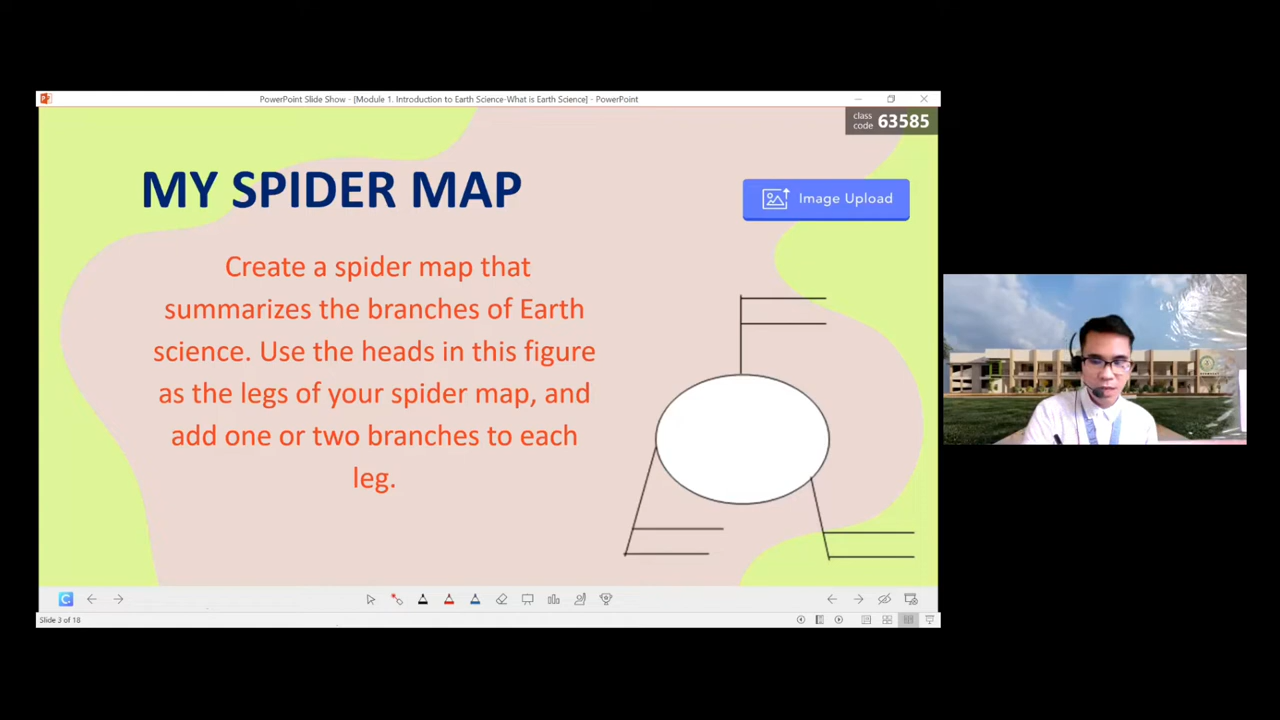 PowerPoint Slide Show - [Module 1. Introduction to Earth Science-What is Earth Science] - PowerPoint
class
code 63585
MY SPIDER MAP
Image Upload
Create a spider map that
summarizes the branches of Earth
science. Use the heads in this figure
as the legs of your spider map, and
add one or two branches to each
leg.
Slide 3 of 18